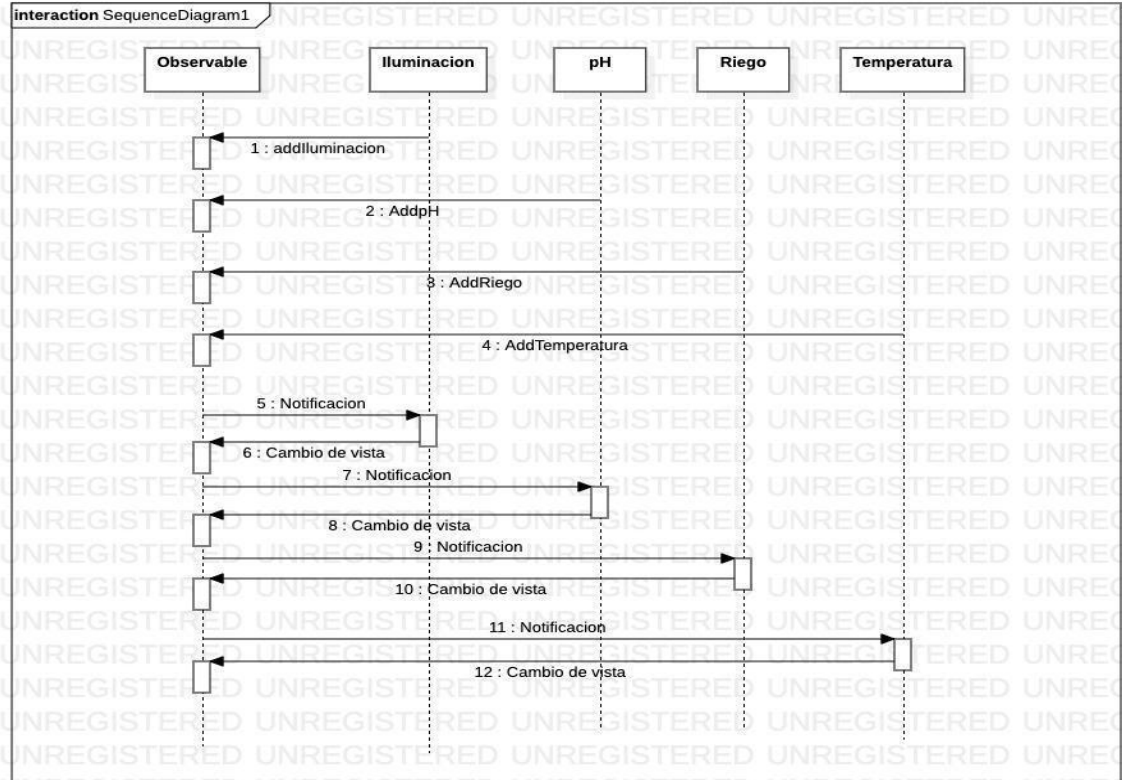 interaction SequenceDiagram1
Observable Iluminacion pH Riego Temperatura
1 : addIluminacion
2 : AddpH
3 : AddRiego
4 : AddTemperatura
5 : Notificacion
6 : Cambio de vista
7 : Notificacion
8 : Cambio de vista
9 : Notificacion
10 : Cambio de vista
11 : Notificacion
12 : Cambio de vista
UNREGISTERED